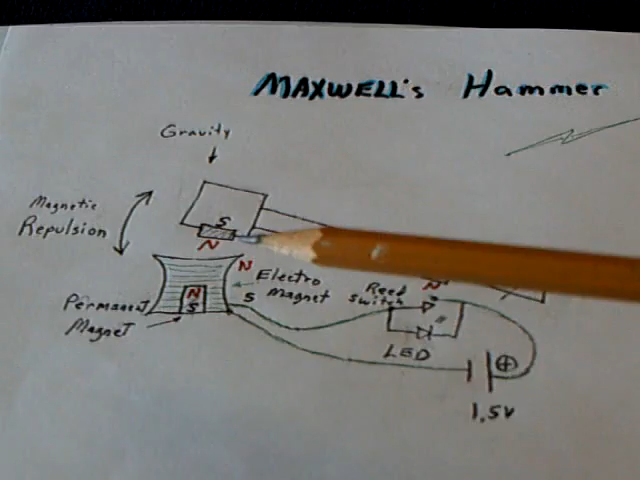 MAXWELL's Hammer
Gravity
Magnetic
Repulsion
S
N
N
Electro
Magnet
S
Permanent
Magnet
N
S
Reed
Switch
N
LED
+
1.5V